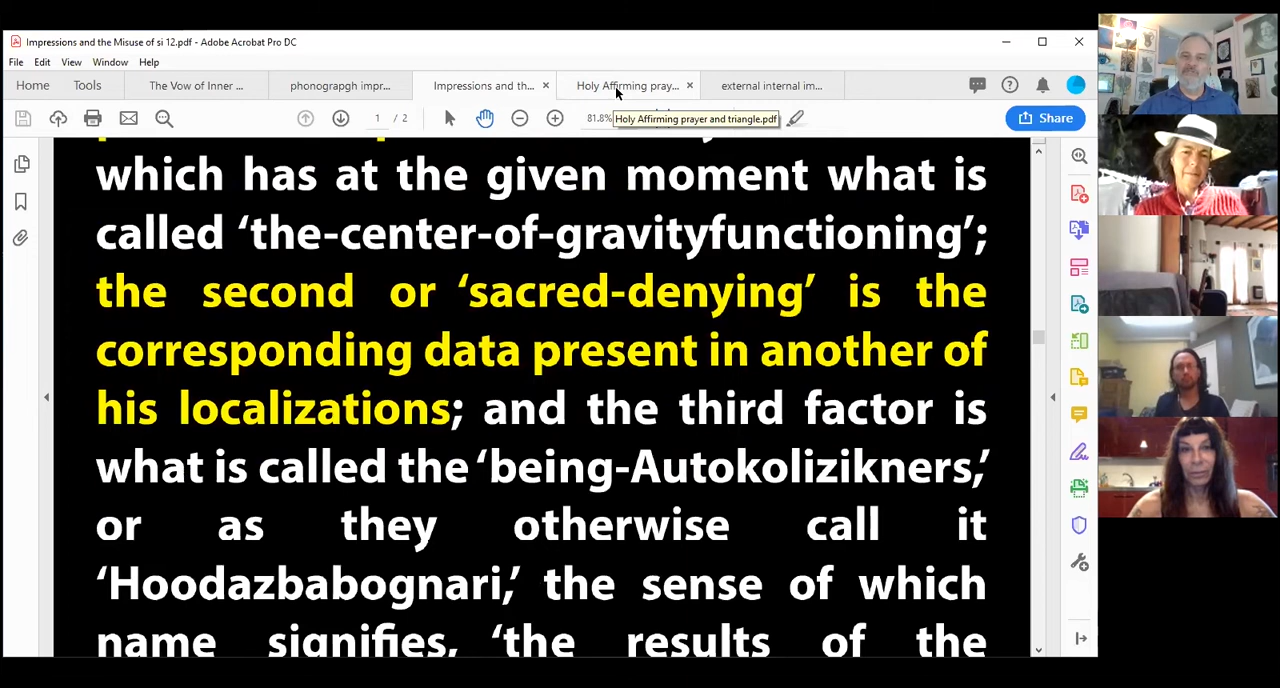 Impressions and the Misuse of si 12.pdf - Adobe Acrobat Pro DC
File Edit View Window Help
Home Tools The Vow of Inner ... phonograpgh impr... Impressions and th... × Holy Affirming pray... × external internal im...
1 / 2 81.8% Holy Affirming prayer and triangle.pdf Share
which has at the given moment what is
called ‘the-center-of-gravityfunctioning’;
the second or ‘sacred-denying’ is the
corresponding data present in another of
his localizations; and the third factor is
what is called the ‘being-Autokolizikners,’
or as they otherwise call it
‘Hoodazbabognari,’ the sense of which
name signifies, ‘the results of the